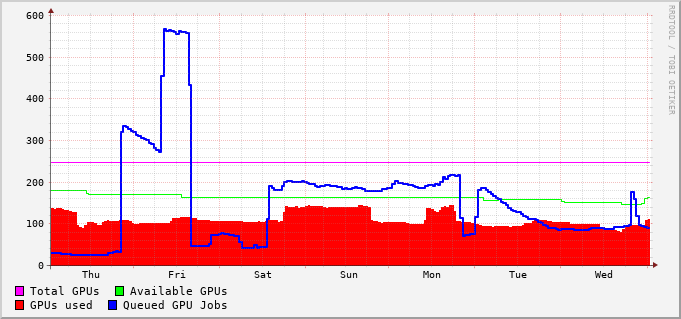 RRDTOOL / TOBI OETIKER
600
500
400
300
200
100
0
Thu Fri Sat Sun Mon Tue Wed
Total GPUs Available GPUs
GPUs used Queued GPU Jobs